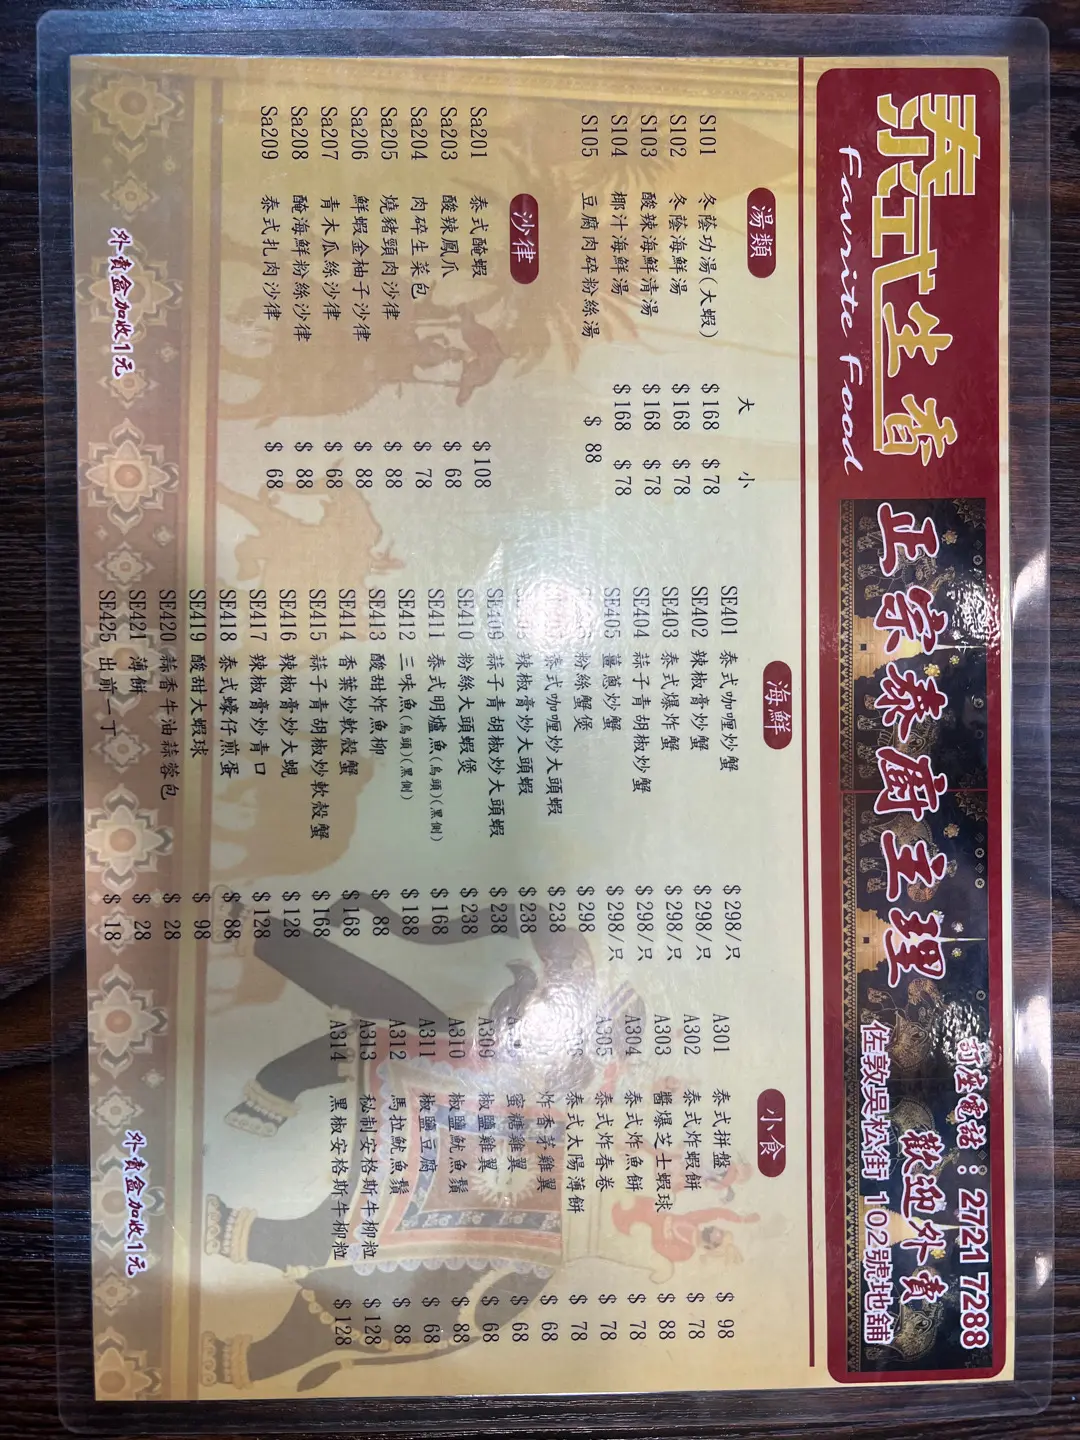 泰式生香
Favrite Food
正宗泰廚主理
訂座電話：2721 7288
歡迎外賣
佐敦吳松街 102號地舖
湯類
大 小
S101 冬蔭功湯(大蝦) $168 $78
S102 冬蔭海鮮湯 $168 $78
S103 酸辣海鮮清湯 $168 $78
S104 椰汁海鮮湯 $168 $78
S105 豆腐肉碎粉絲湯 $ 88
沙律
Sa201 泰式醃蝦 $108
Sa203 酸辣鳳爪 $ 68
Sa204 肉碎生菜包 $ 78
Sa205 燒豬頸肉沙律 $ 88
Sa206 鮮蝦金柚子沙律 $ 88
Sa207 青木瓜絲沙律 $ 68
Sa208 醃海鮮粉絲沙律 $ 88
Sa209 泰式扎肉沙律 $ 68
海鮮
SE401 泰式咖喱炒蟹 $298/只
SE402 辣椒膏炒蟹 $298/只
SE403 泰式爆炸蟹 $298/只
SE404 蒜子青胡椒炒蟹 $298/只
SE405 薑蔥炒蟹 $298/只
粉絲蟹煲 $298
泰式咖喱炒大頭蝦 $238
辣椒膏炒大頭蝦 $238
SE409 蒜子青胡椒炒大頭蝦 $238
SE410 粉絲大頭蝦煲 $238
SE411 泰式明爐魚(烏頭)(黑側) $168
SE412 三味魚(烏頭)(黑側) $188
SE413 酸甜炸魚柳 $ 88
SE414 香葉炒軟殼蟹 $168
SE415 蒜子青胡椒炒軟殼蟹 $168
SE416 辣椒膏炒大蜆 $128
SE417 辣椒膏炒青口 $128
SE418 泰式蠔仔煎蛋 $ 88
SE419 酸甜大蝦球 $ 98
SE420 蒜香牛油蒜蓉包 $ 28
SE421 薄餅 $ 28
SE425 出前一丁 $ 18
小食
A301 泰式拼盤 $ 98
A302 泰式炸蝦餅 $ 78
A303 醬爆芝士蝦球 $ 88
A304 泰式炸魚餅 $ 78
A305 泰式炸春卷 $ 78
泰式太陽薄餅 $ 78
炸香茅雞翼 $ 68
蜜糖雞翼 $ 68
A309 椒鹽雞翼 $ 68
A310 椒鹽魷魚鬚 $ 88
A311 椒鹽豆腐 $ 68
A312 馬拉魷魚鬚 $ 88
A313 秘制安格斯牛柳粒 $128
A314 黑椒安格斯牛柳粒 $128
外賣盒加收1元
外賣盒加收1元